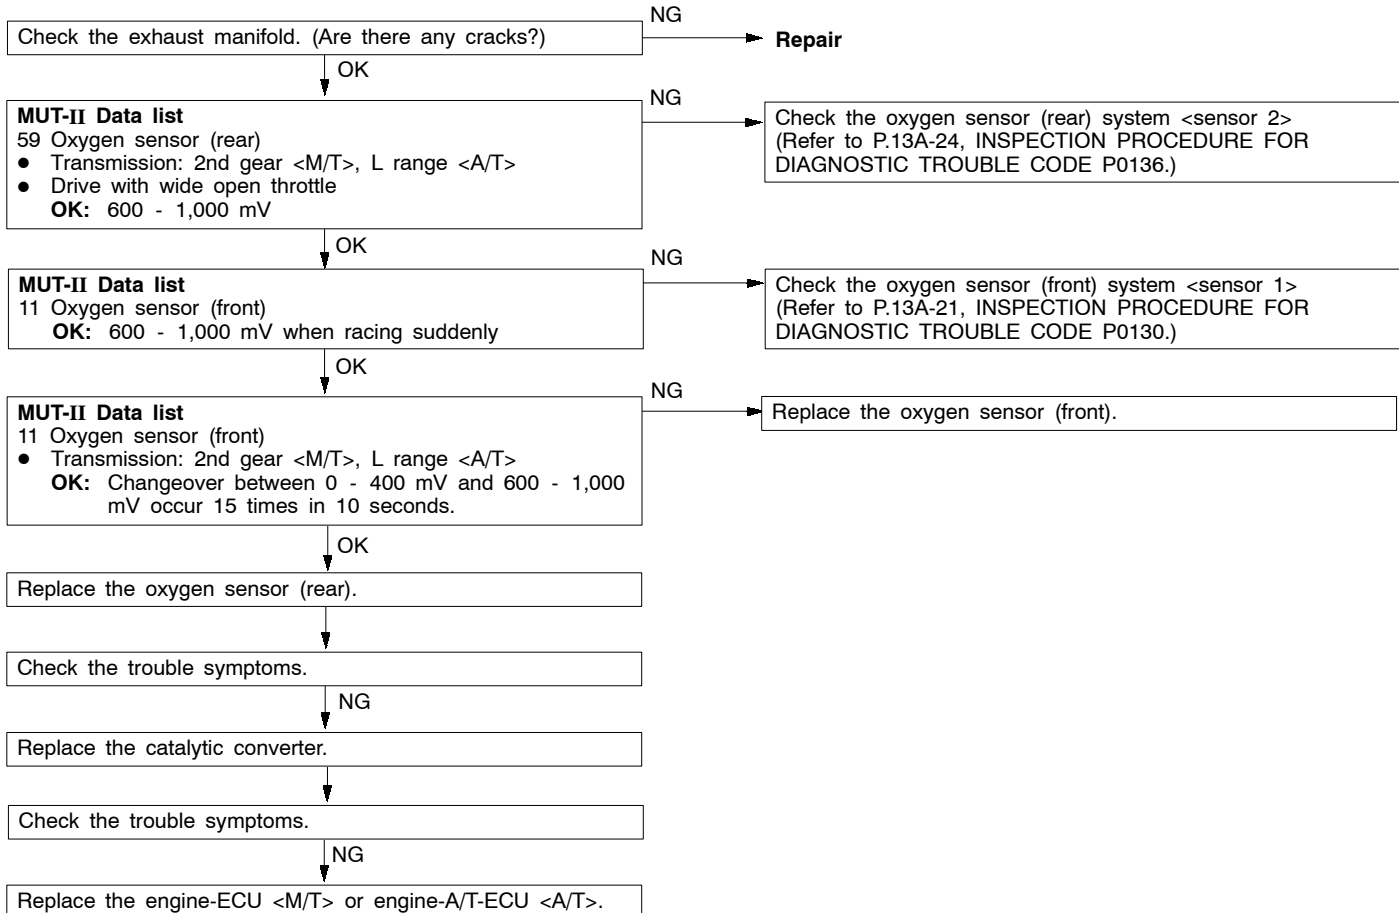 NG
Check the exhaust manifold. (Are there any cracks?)
Repair
OK
MUT-II Data list
59 Oxygen sensor (rear)
● Transmission: 2nd gear <M/T>, L range <A/T>
● Drive with wide open throttle
OK: 600 - 1,000 mV
NG
Check the oxygen sensor (rear) system <sensor 2>
(Refer to P.13A-24, INSPECTION PROCEDURE FOR
DIAGNOSTIC TROUBLE CODE P0136.)
OK
MUT-II Data list
11 Oxygen sensor (front)
OK: 600 - 1,000 mV when racing suddenly
NG
Check the oxygen sensor (front) system <sensor 1>
(Refer to P.13A-21, INSPECTION PROCEDURE FOR
DIAGNOSTIC TROUBLE CODE P0130.)
OK
MUT-II Data list
11 Oxygen sensor (front)
● Transmission: 2nd gear <M/T>, L range <A/T>
OK: Changeover between 0 - 400 mV and 600 - 1,000
mV occur 15 times in 10 seconds.
NG
Replace the oxygen sensor (front).
OK
Replace the oxygen sensor (rear).
Check the trouble symptoms.
NG
Replace the catalytic converter.
Check the trouble symptoms.
NG
Replace the engine-ECU <M/T> or engine-A/T-ECU <A/T>.